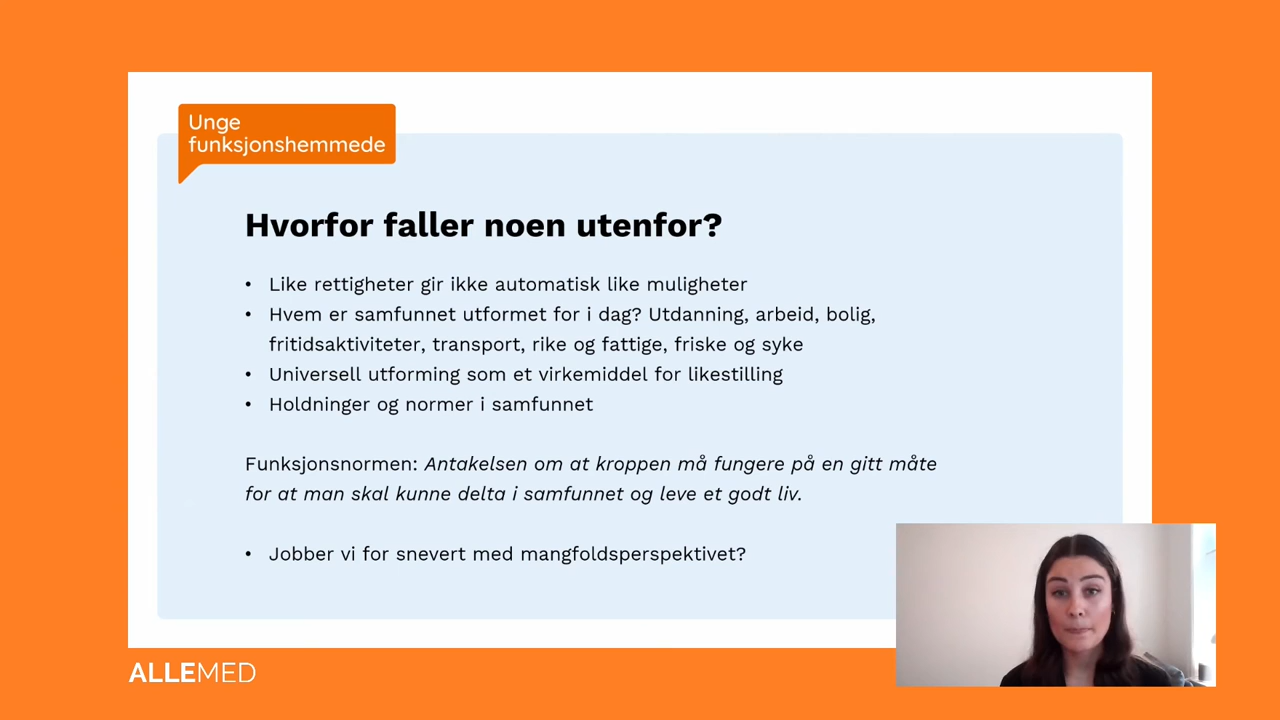 Unge
funksjonshemmede
Hvorfor faller noen utenfor?
• Like rettigheter gir ikke automatisk like muligheter
• Hvem er samfunnet utformet for i dag? Utdanning, arbeid, bolig,
fritidsaktiviteter, transport, rike og fattige, friske og syke
• Universell utforming som et virkemiddel for likestilling
• Holdninger og normer i samfunnet
Funksjonsnormen: Antakelsen om at kroppen må fungere på en gitt måte
for at man skal kunne delta i samfunnet og leve et godt liv.
• Jobber vi for snevert med mangfoldsperspektivet?
ALLEMED